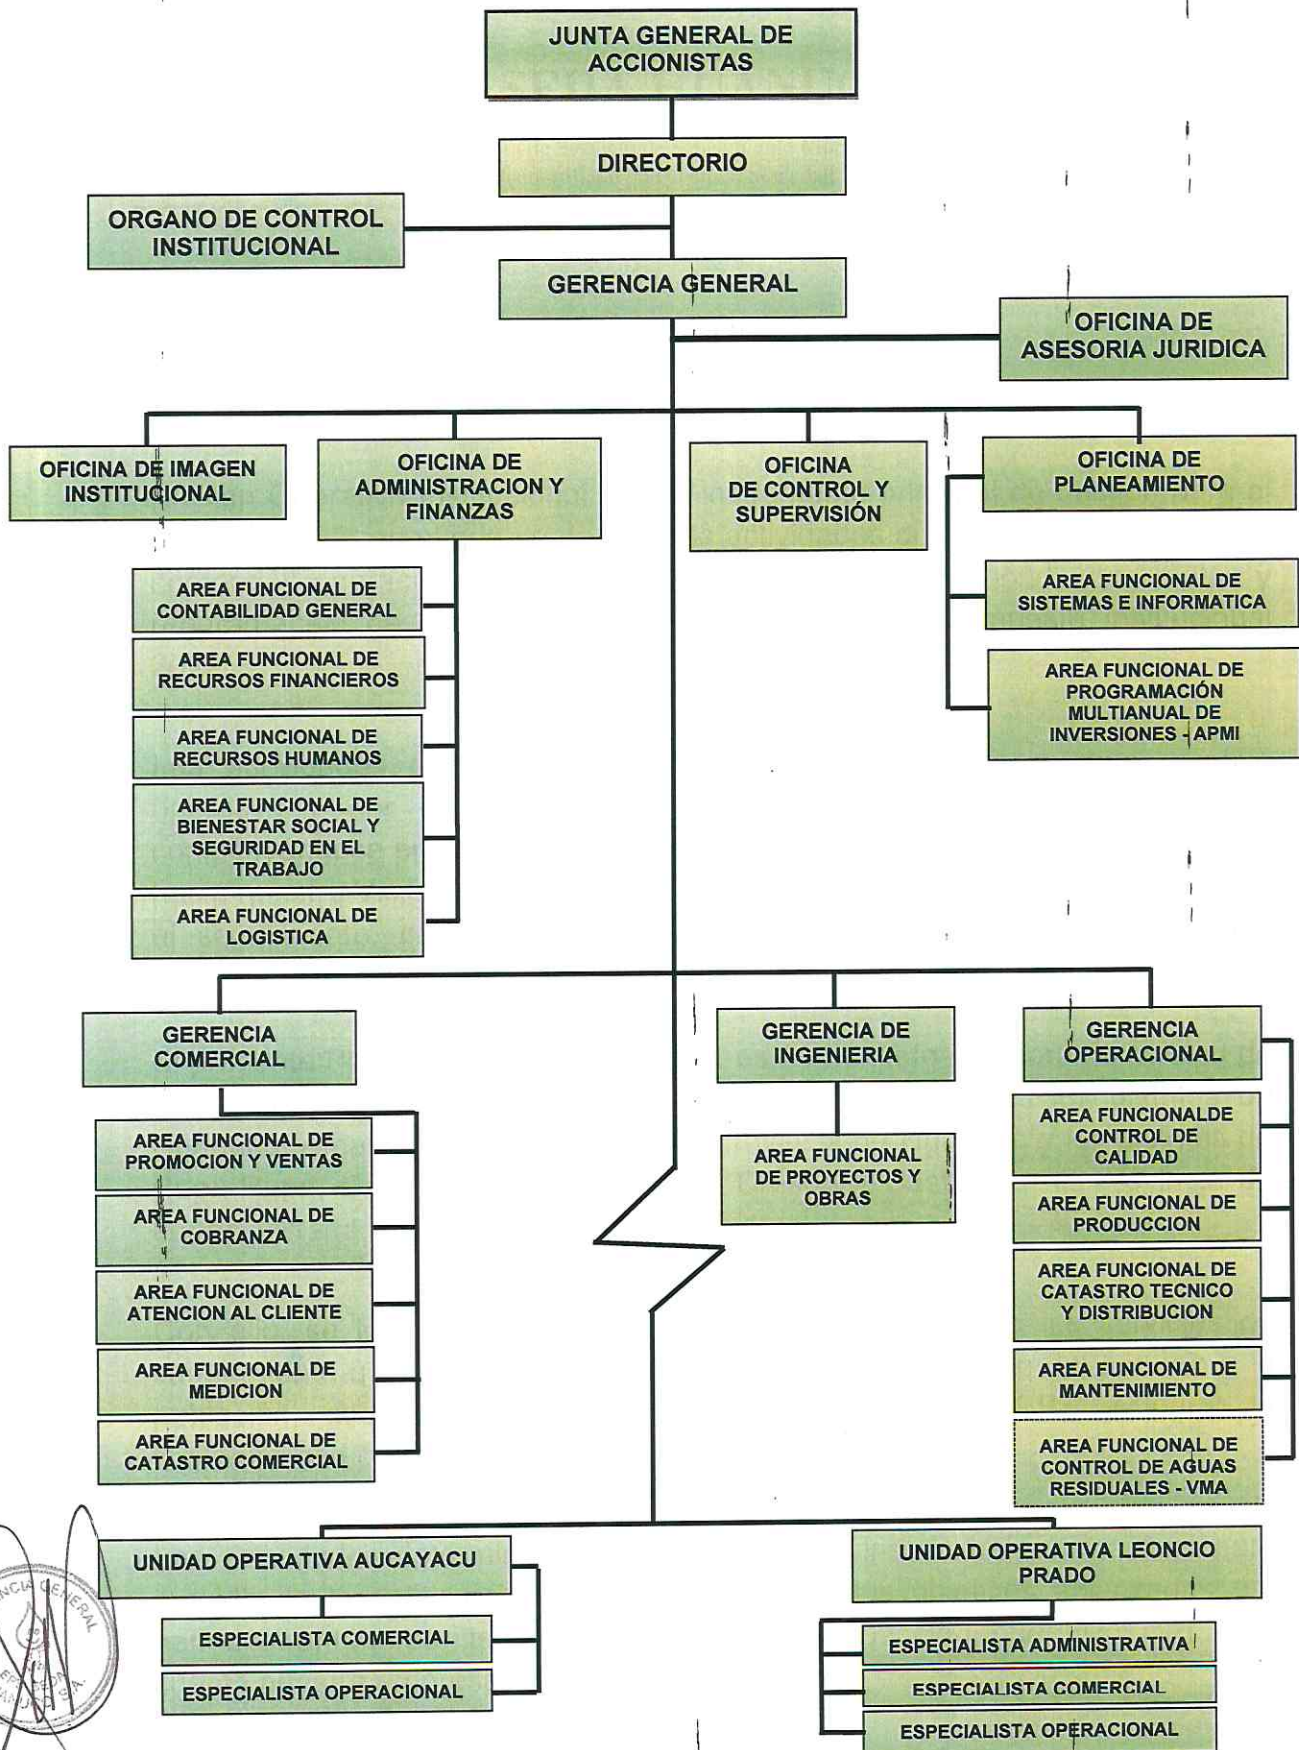 JUNTA GENERAL DE
ACCIONISTAS
DIRECTORIO
ORGANO DE CONTROL
INSTITUCIONAL
GERENCIA GENERAL
OFICINA DE
ASESORIA JURIDICA
OFICINA DE IMAGEN
INSTITUCIONAL
OFICINA DE
ADMINISTRACION Y
FINANZAS
OFICINA
DE CONTROL Y
SUPERVISIÓN
OFICINA DE
PLANEAMIENTO
AREA FUNCIONAL DE
CONTABILIDAD GENERAL
AREA FUNCIONAL DE
RECURSOS FINANCIEROS
AREA FUNCIONAL DE
RECURSOS HUMANOS
AREA FUNCIONAL DE
BIENESTAR SOCIAL Y
SEGURIDAD EN EL
TRABAJO
AREA FUNCIONAL DE
LOGISTICA
AREA FUNCIONAL DE
SISTEMAS E INFORMATICA
AREA FUNCIONAL DE
PROGRAMACIÓN
MULTIANUAL DE
INVERSIONES - APMI
GERENCIA
COMERCIAL
AREA FUNCIONAL DE
PROMOCION Y VENTAS
AREA FUNCIONAL DE
COBRANZA
AREA FUNCIONAL DE
ATENCION AL CLIENTE
AREA FUNCIONAL DE
MEDICION
AREA FUNCIONAL DE
CATASTRO COMERCIAL
GERENCIA DE
INGENIERIA
AREA FUNCIONAL
DE PROYECTOS Y
OBRAS
GERENCIA
OPERACIONAL
AREA FUNCIONALDE
CONTROL DE
CALIDAD
AREA FUNCIONAL DE
PRODUCCION
AREA FUNCIONAL DE
CATASTRO TECNICO
Y DISTRIBUCION
AREA FUNCIONAL DE
MANTENIMIENTO
AREA FUNCIONAL DE
CONTROL DE AGUAS
RESIDUALES - VMA
UNIDAD OPERATIVA AUCAYACU
ESPECIALISTA COMERCIAL
ESPECIALISTA OPERACIONAL
UNIDAD OPERATIVA LEONCIO
PRADO
ESPECIALISTA ADMINISTRATIVA
ESPECIALISTA COMERCIAL
ESPECIALISTA OPERACIONAL
GENERAL